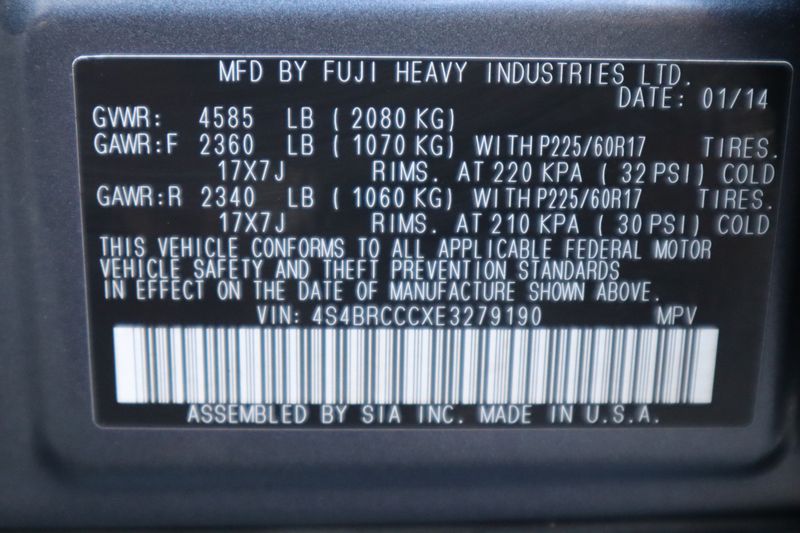 MFD BY FUJI HEAVY INDUSTRIES LTD.
DATE: 01/14
GVWR: 4585 LB (2080 KG)
GAWR:F 2360 LB (1070 KG) WITH P225/60R17 TIRES.
17X7J RIMS. AT 220 KPA (32 PSI) COLD
GAWR:R 2340 LB (1060 KG) WITH P225/60R17 TIRES.
17X7J RIMS. AT 210 KPA (30 PSI) COLD
THIS VEHICLE CONFORMS TO ALL APPLICABLE FEDERAL MOTOR
VEHICLE SAFETY AND THEFT PREVENTION STANDARDS
IN EFFECT ON THE DATE OF MANUFACTURE SHOWN ABOVE.
VIN: 4S4BRCCCXE3279190 MPV
ASSEMBLED BY SIA INC. MADE IN U.S.A.